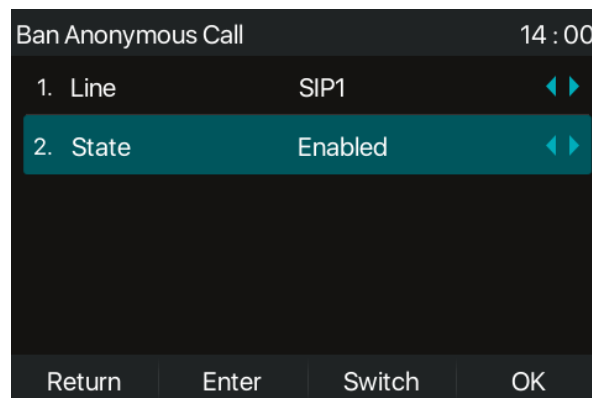 Ban Anonymous Call 14 : 00
1. Line SIP1
2. State Enabled
Return Enter Switch OK